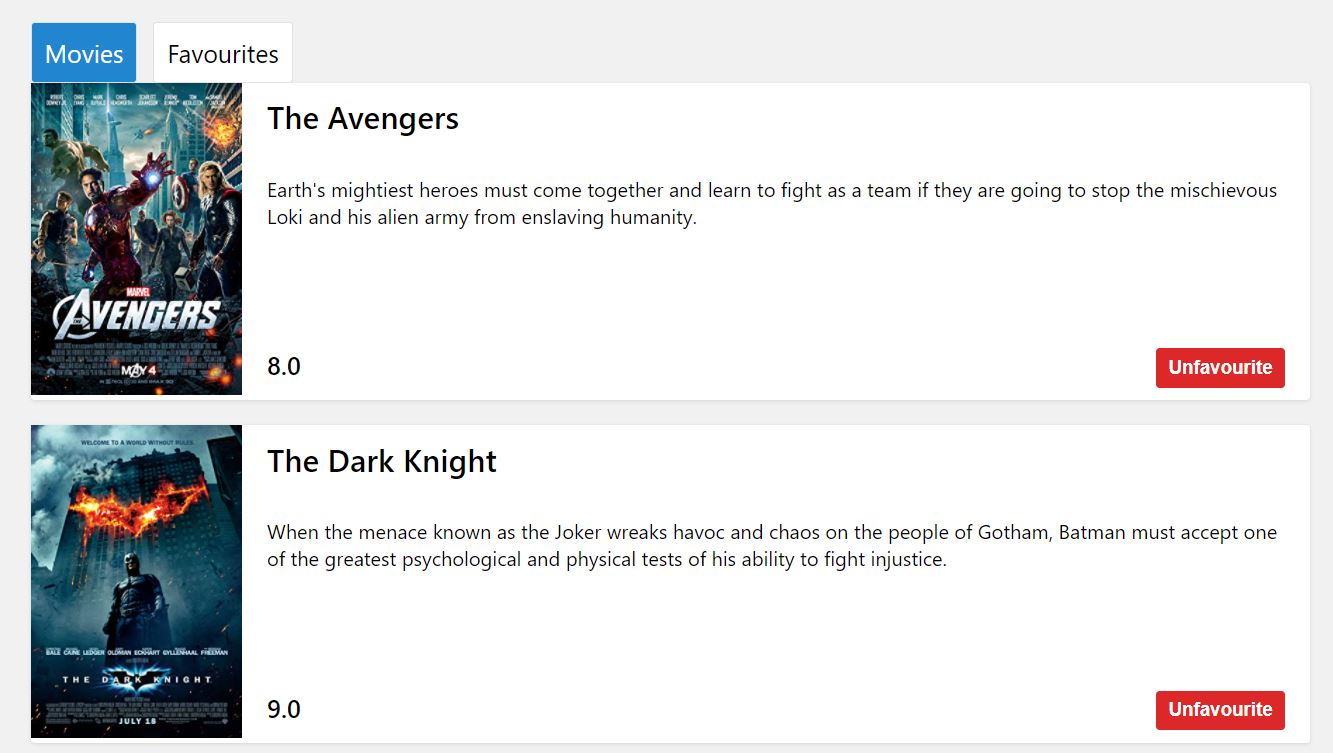 Movies
Favourites
The Avengers
Earth's mightiest heroes must come together and learn to fight as a team if they are going to stop the mischievous
Loki and his alien army from enslaving humanity.
MARVEL
THE AVENGERS
MAY 4
8.0
Unfavourite
The Dark Knight
When the menace known as the Joker wreaks havoc and chaos on the people of Gotham, Batman must accept one
of the greatest psychological and physical tests of his ability to fight injustice.
WELCOME TO A WORLD WITHOUT RULES.
BALE CAINE LEDGER OLDMAN ECKHART GYLLENHAAL FREEMAN
THE DARK KNIGHT
JULY 18
9.0
Unfavourite